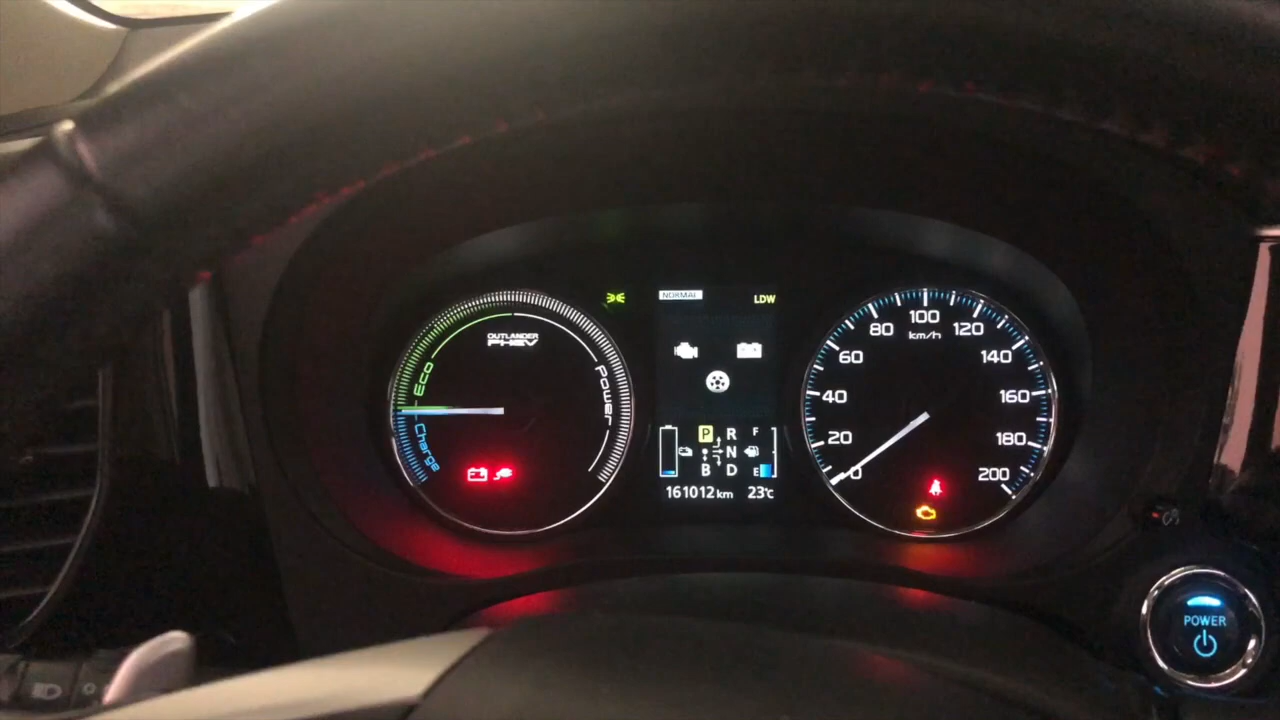 NORMAL
LDW
OUTLANDER
PHEV
Eco
Charge
Power
P R F
N
B D E
161012 km 23°C
0
20
40
60
80
100
120
140
160
180
200
km/h
POWER